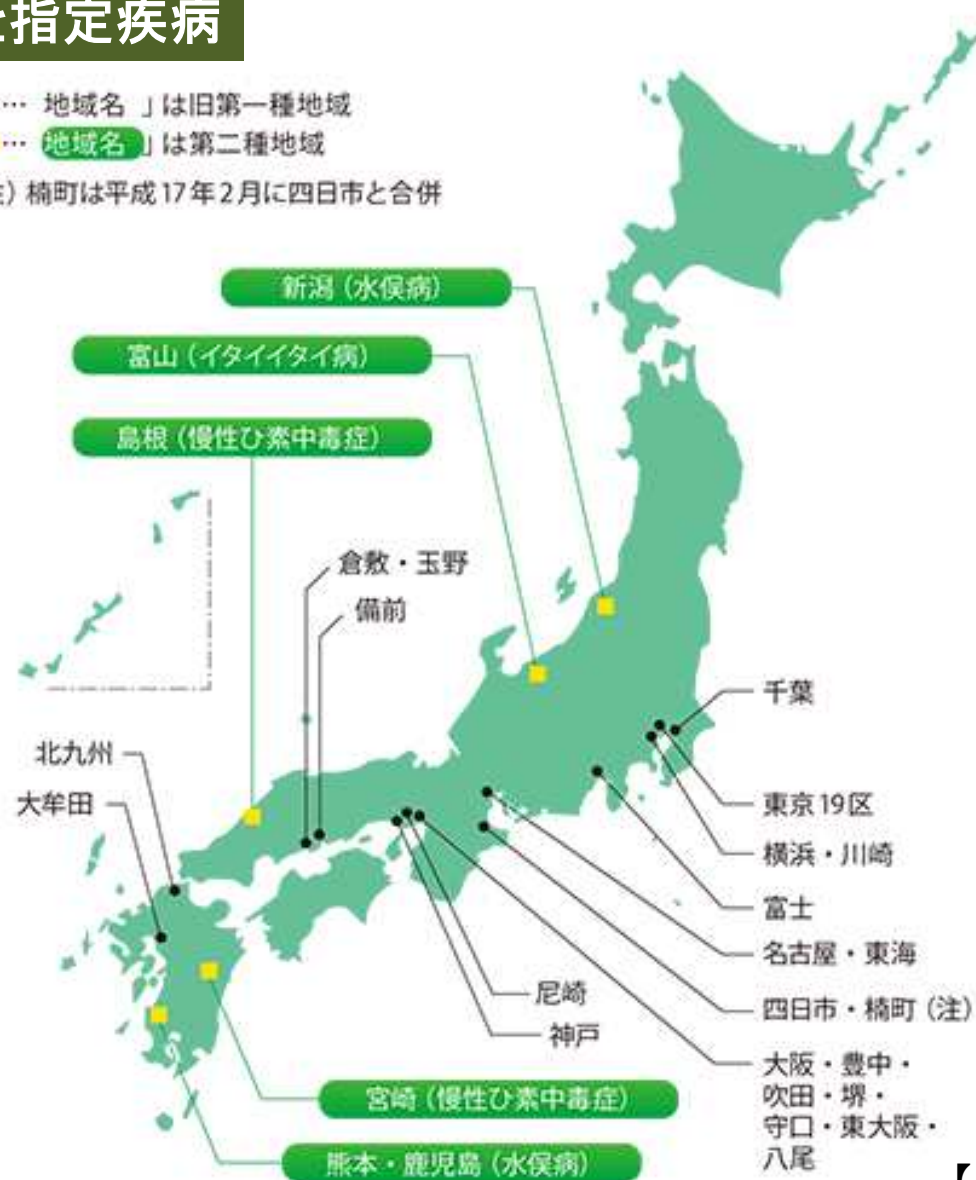 と指定疾病
… 地域名 」は旧第一種地域
… 地域名 」は第二種地域
注）楠町は平成17年2月に四日市と合併
新潟（水俣病）
富山（イタイイタイ病）
島根（慢性ひ素中毒症）
倉敷・玉野
備前
北九州
大牟田
千葉
東京19区
横浜・川崎
富士
名古屋・東海
四日市・楠町（注）
大阪・豊中・
吹田・堺・
守口・東大阪・
八尾
尼崎
神戸
宮崎（慢性ひ素中毒症）
熊本・鹿児島（水俣病）
【